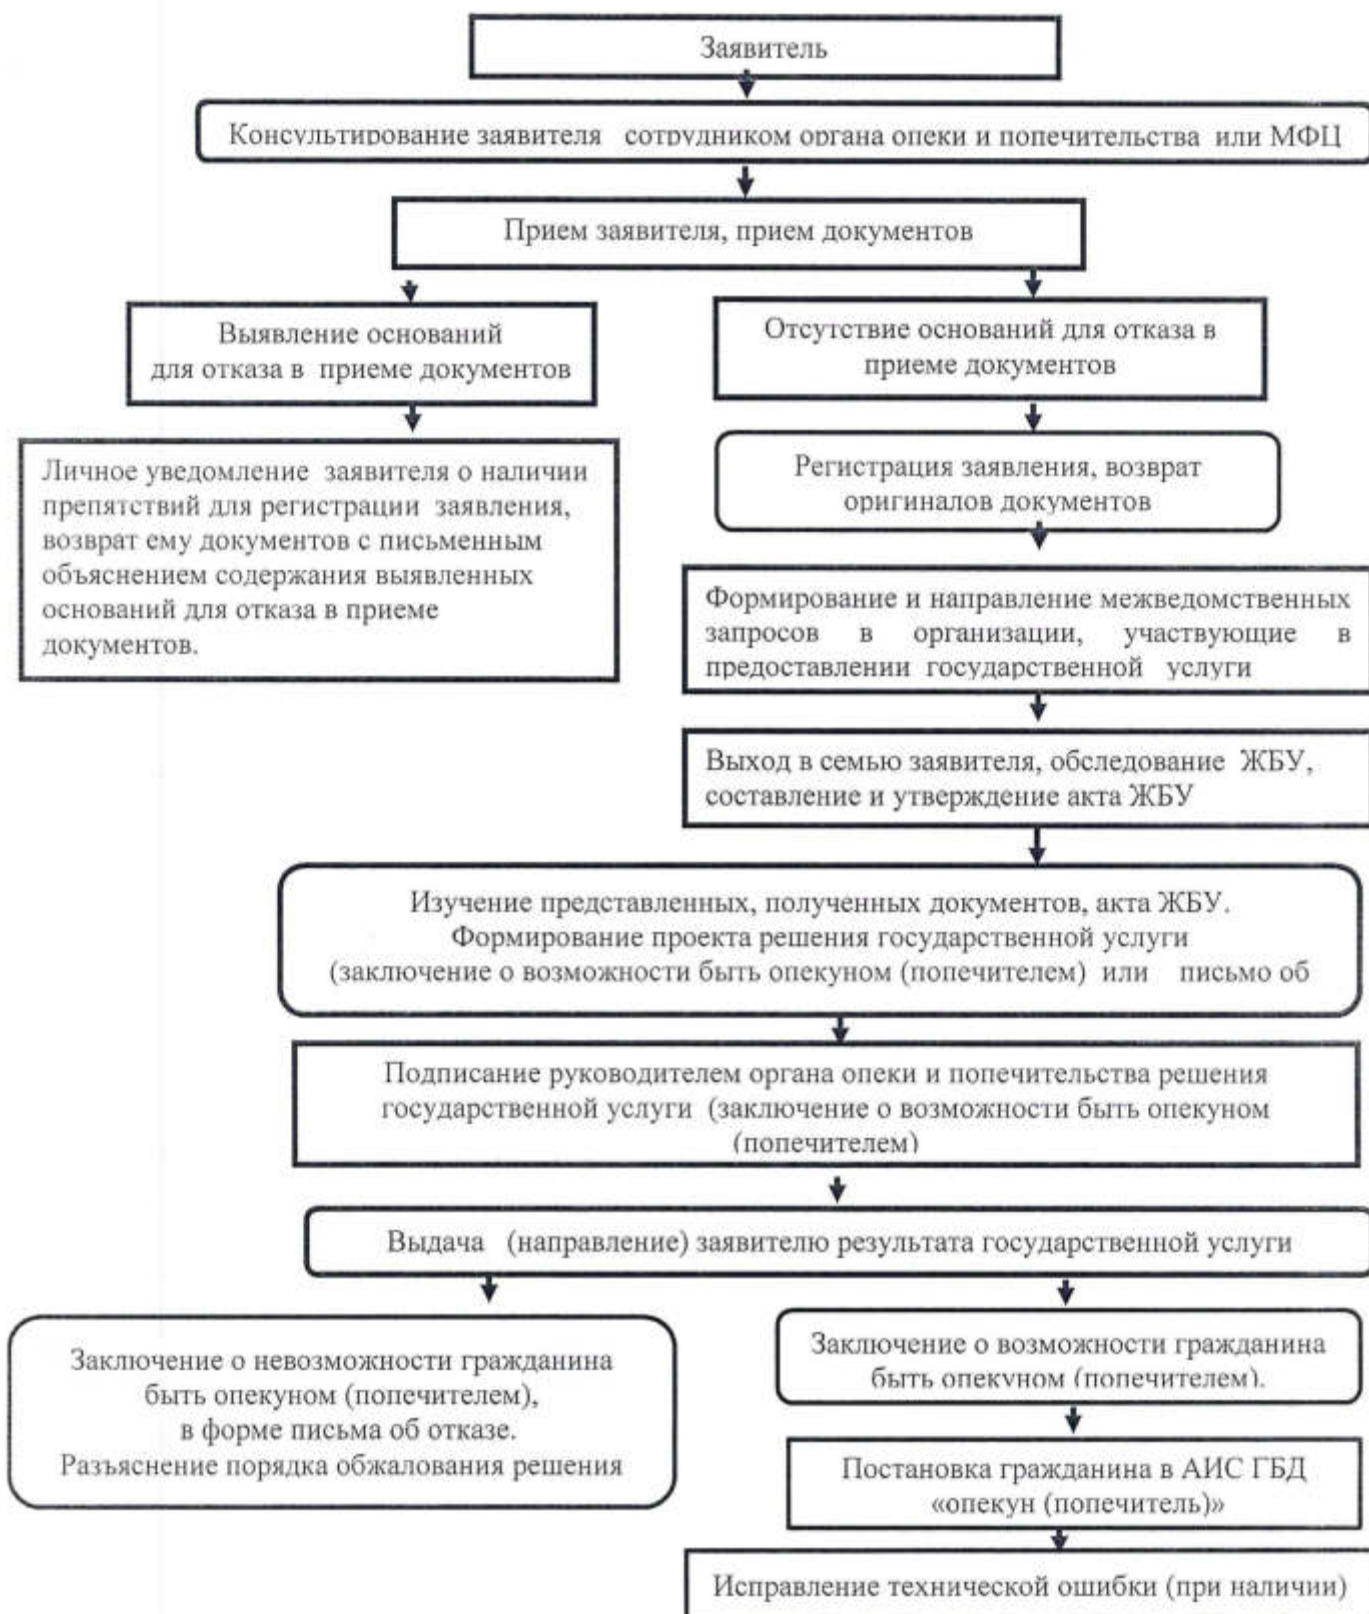 Заявитель
Консультирование заявителя сотрудником органа опеки и попечительства или МФЦ
Прием заявителя, прием документов
Выявление оснований
для отказа в приеме документов
Отсутствие оснований для отказа в
приеме документов
Личное уведомление заявителя о наличии
препятствий для регистрации заявления,
возврат ему документов с письменным
объяснением содержания выявленных
оснований для отказа в приеме
документов.
Регистрация заявления, возврат
оригиналов документов
Формирование и направление межведомственных
запросов в организации, участвующие в
предоставлении государственной услуги
Выход в семью заявителя, обследование ЖБУ,
составление и утверждение акта ЖБУ
Изучение представленных, полученных документов, акта ЖБУ.
Формирование проекта решения государственной услуги
(заключение о возможности быть опекуном (попечителем) или письмо об
Подписание руководителем органа опеки и попечительства решения
государственной услуги (заключение о возможности быть опекуном
(попечителем)
Выдача (направление) заявителю результата государственной услуги
Заключение о невозможности гражданина
быть опекуном (попечителем),
в форме письма об отказе.
Разъяснение порядка обжалования решения
Заключение о возможности гражданина
быть опекуном (попечителем).
Постановка гражданина в АИС ГБД
«опекун (попечитель)»
Исправление технической ошибки (при наличии)